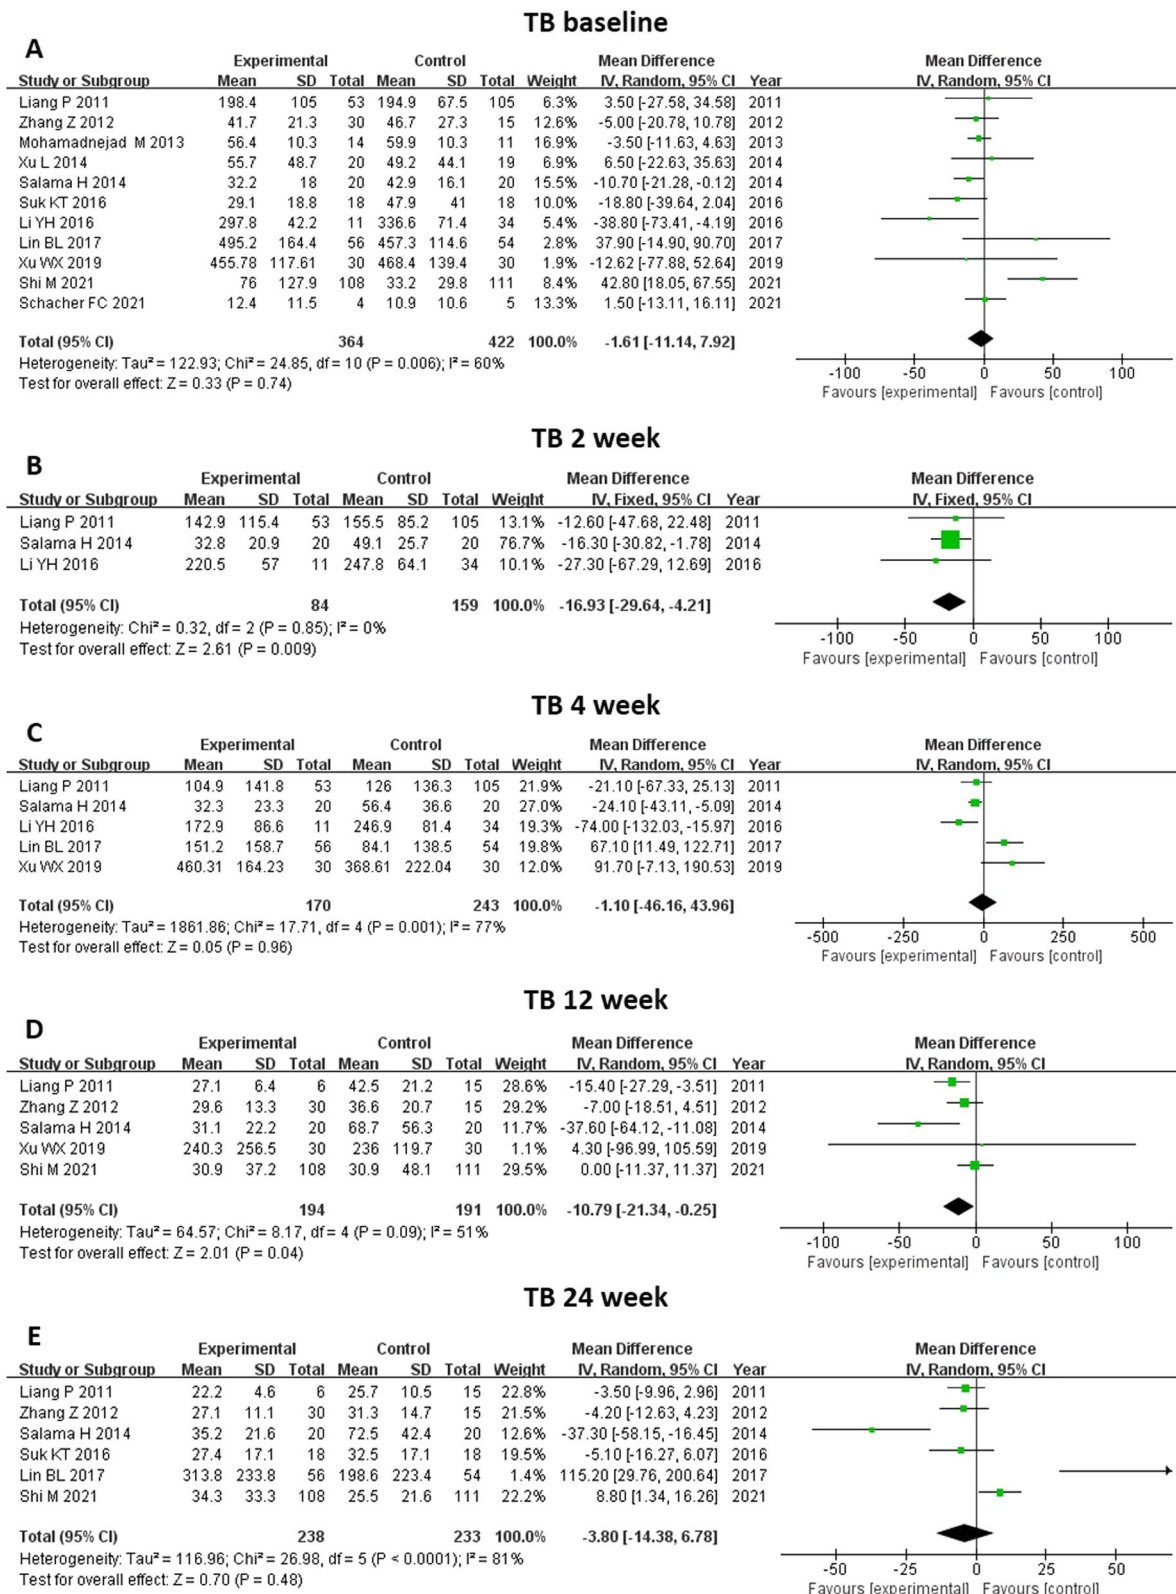 TB baseline
A
Experimental Control Mean Difference Mean Difference
Study or Subgroup Mean SD Total Mean SD Total Weight IV, Random, 95% CI Year IV, Random, 95% CI
Liang P 2011 198.4 105 53 194.9 67.5 105 6.3% 3.50 [-27.58, 34.58] 2011
Zhang Z 2012 41.7 21.3 30 46.7 27.3 15 12.6% -5.00 [-20.78, 10.78] 2012
Mohamadnejad M 2013 56.4 10.3 14 59.9 10.3 11 16.9% -3.50 [-11.63, 4.63] 2013
Xu L 2014 55.7 48.7 20 49.2 44.1 19 6.9% 6.50 [-22.63, 35.63] 2014
Salama H 2014 32.2 18 20 42.9 16.1 20 15.5% -10.70 [-21.28, -0.12] 2014
Suk KT 2016 29.1 18.8 18 47.9 41 18 10.0% -18.80 [-39.64, 2.04] 2016
Li YH 2016 297.8 42.2 11 336.6 71.4 34 5.4% -38.80 [-73.41, -4.19] 2016
Lin BL 2017 495.2 164.4 56 457.3 114.6 54 2.8% 37.90 [-14.90, 90.70] 2017
Xu WX 2019 455.78 117.61 30 468.4 139.4 30 1.9% -12.62 [-77.88, 52.64] 2019
Shi M 2021 76 127.9 108 33.2 29.8 111 8.4% 42.80 [18.05, 67.55] 2021
Schacher FC 2021 12.4 11.5 4 10.9 10.6 5 13.3% 1.50 [-13.11, 16.11] 2021
Total (95% CI) 364 422 100.0% -1.61 [-11.14, 7.92]
Heterogeneity: Tau² = 122.93; Chi² = 24.85, df = 10 (P = 0.006); I² = 60%
Test for overall effect: Z = 0.33 (P = 0.74)
-100 -50 0 50 100
Favours [experimental] Favours [control]
TB 2 week
B
Experimental Control Mean Difference Mean Difference
Study or Subgroup Mean SD Total Mean SD Total Weight IV, Fixed, 95% CI Year IV, Fixed, 95% CI
Liang P 2011 142.9 115.4 53 155.5 85.2 105 13.1% -12.60 [-47.68, 22.48] 2011
Salama H 2014 32.8 20.9 20 49.1 25.7 20 76.7% -16.30 [-30.82, -1.78] 2014
Li YH 2016 220.5 57 11 247.8 64.1 34 10.1% -27.30 [-67.29, 12.69] 2016
Total (95% CI) 84 159 100.0% -16.93 [-29.64, -4.21]
Heterogeneity: Chi² = 0.32, df = 2 (P = 0.85); I² = 0%
Test for overall effect: Z = 2.61 (P = 0.009)
-100 -50 0 50 100
Favours [experimental] Favours [control]
TB 4 week
C
Experimental Control Mean Difference Mean Difference
Study or Subgroup Mean SD Total Mean SD Total Weight IV, Random, 95% CI Year IV, Random, 95% CI
Liang P 2011 104.9 141.8 53 126 136.3 105 21.9% -21.10 [-67.33, 25.13] 2011
Salama H 2014 32.3 23.3 20 56.4 36.6 20 27.0% -24.10 [-43.11, -5.09] 2014
Li YH 2016 172.9 86.6 11 246.9 81.4 34 19.3% -74.00 [-132.03, -15.97] 2016
Lin BL 2017 151.2 158.7 56 84.1 138.5 54 19.8% 67.10 [11.49, 122.71] 2017
Xu WX 2019 460.31 164.23 30 368.61 222.04 30 12.0% 91.70 [-7.13, 190.53] 2019
Total (95% CI) 170 243 100.0% -1.10 [-46.16, 43.96]
Heterogeneity: Tau² = 1861.86; Chi² = 17.71, df = 4 (P = 0.001); I² = 77%
Test for overall effect: Z = 0.05 (P = 0.96)
-500 -250 0 250 500
Favours [experimental] Favours [control]
TB 12 week
D
Experimental Control Mean Difference Mean Difference
Study or Subgroup Mean SD Total Mean SD Total Weight IV, Random, 95% CI Year IV, Random, 95% CI
Liang P 2011 27.1 6.4 6 42.5 21.2 15 28.6% -15.40 [-27.29, -3.51] 2011
Zhang Z 2012 29.6 13.3 30 36.6 20.7 15 29.2% -7.00 [-18.51, 4.51] 2012
Salama H 2014 31.1 22.2 20 68.7 56.3 20 11.7% -37.60 [-64.12, -11.08] 2014
Xu WX 2019 240.3 256.5 30 236 119.7 30 1.1% 4.30 [-96.99, 105.59] 2019
Shi M 2021 30.9 37.2 108 30.9 48.1 111 29.5% 0.00 [-11.37, 11.37] 2021
Total (95% CI) 194 191 100.0% -10.79 [-21.34, -0.25]
Heterogeneity: Tau² = 64.57; Chi² = 8.17, df = 4 (P = 0.09); I² = 51%
Test for overall effect: Z = 2.01 (P = 0.04)
-100 -50 0 50 100
Favours [experimental] Favours [control]
TB 24 week
E
Experimental Control Mean Difference Mean Difference
Study or Subgroup Mean SD Total Mean SD Total Weight IV, Random, 95% CI Year IV, Random, 95% CI
Liang P 2011 22.2 4.6 6 25.7 10.5 15 22.8% -3.50 [-9.96, 2.96] 2011
Zhang Z 2012 27.1 11.1 30 31.3 14.7 15 21.5% -4.20 [-12.63, 4.23] 2012
Salama H 2014 35.2 21.6 20 72.5 42.4 20 12.6% -37.30 [-58.15, -16.45] 2014
Suk KT 2016 27.4 17.1 18 32.5 17.1 18 19.5% -5.10 [-16.27, 6.07] 2016
Lin BL 2017 313.8 233.8 56 198.6 223.4 54 1.4% 115.20 [29.76, 200.64] 2017
Shi M 2021 34.3 33.3 108 25.5 21.6 111 22.2% 8.80 [1.34, 16.26] 2021
Total (95% CI) 238 233 100.0% -3.80 [-14.38, 6.78]
Heterogeneity: Tau² = 116.96; Chi² = 26.98, df = 5 (P < 0.0001); I² = 81%
Test for overall effect: Z = 0.70 (P = 0.48)
-50 -25 0 25 50
Favours [experimental] Favours [control]